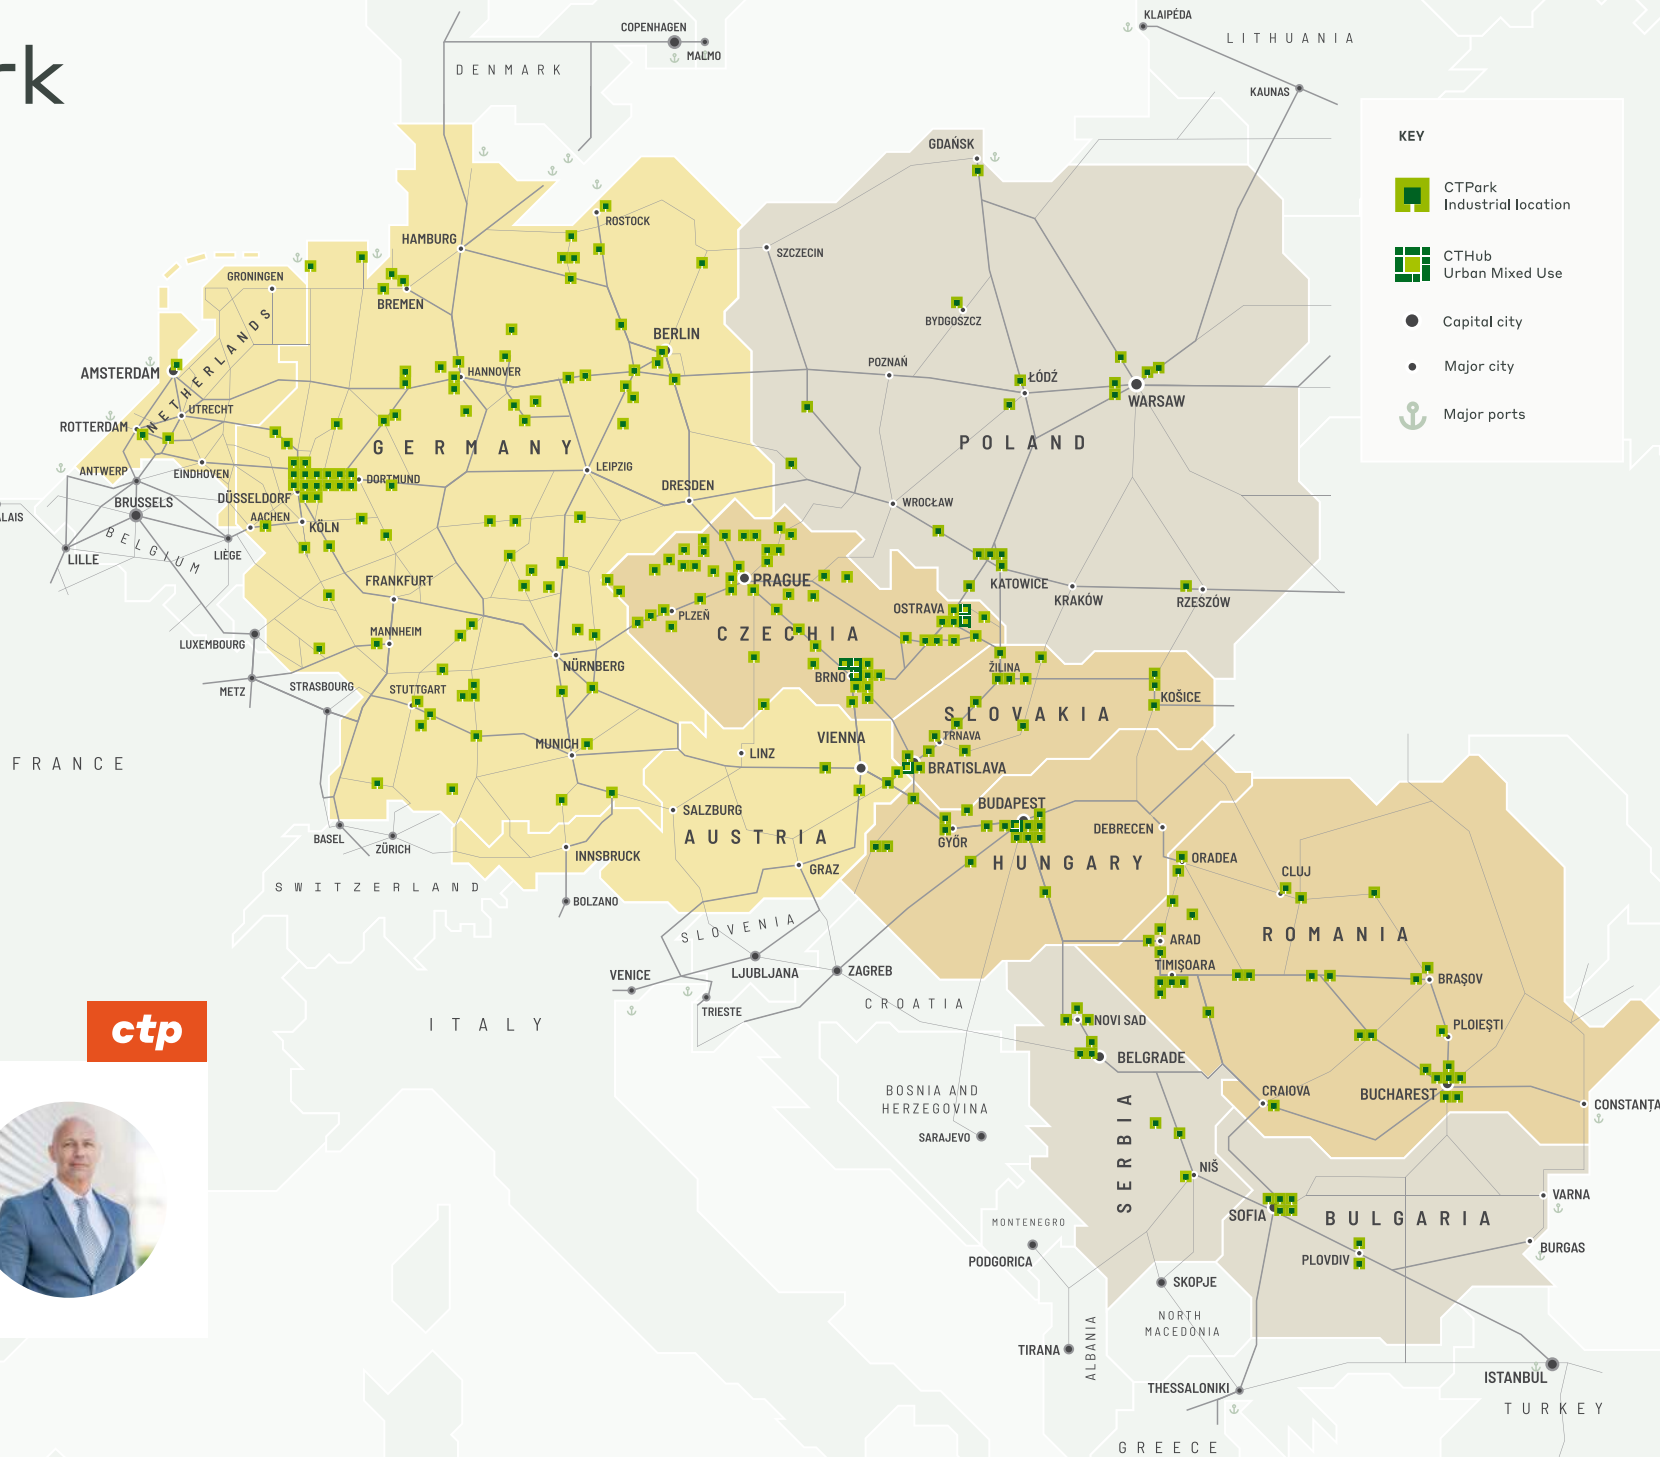 rk
KLAIPĖDA
LITHUANIA
COPENHAGEN
MALMO
DENMARK
KAUNAS
KEY
CTPark
Industrial location
CTHub
Urban Mixed Use
Capital city
Major city
Major ports
GDAŃSK
ROSTOCK
HAMBURG
SZCZECIN
GRONINGEN
BREMEN
BYDGOSZCZ
NETHERLANDS
BERLIN
AMSTERDAM
HANNOVER
POZNAŃ
ŁÓDŹ
WARSAW
UTRECHT
ROTTERDAM
GERMANY
POLAND
ANTWERP
EINDHOVEN
DORTMUND
LEIPZIG
DRESDEN
BRUSSELS
DÜSSELDORF
WROCŁAW
LAIS
AACHEN
KÖLN
BELGIUM
LIÈGE
LILLE
FRANKFURT
PRAGUE
KATOWICE
KRAKÓW
RZESZÓW
OSTRAVA
PLZEŇ
CZECHIA
LUXEMBOURG
MANNHEIM
NÜRNBERG
ŽILINA
BRNO
METZ
STRASBOURG
STUTTGART
KOŠICE
SLOVAKIA
TRNAVA
VIENNA
MUNICH
LINZ
FRANCE
BRATISLAVA
SALZBURG
BUDAPEST
DEBRECEN
BASEL
ZÜRICH
AUSTRIA
GYŐR
HUNGARY
ORADEA
INNSBRUCK
GRAZ
CLUJ
SWITZERLAND
BOLZANO
SLOVENIA
ROMANIA
ARAD
TIMIŞOARA
VENICE
LJUBLJANA
ZAGREB
BRAŞOV
TRIESTE
CROATIA
NOVI SAD
ITALY
PLOIEŞTI
ctp
BELGRADE
BOSNIA AND
HERZEGOVINA
CRAIOVA
BUCHAREST
CONSTANȚA
SARAJEVO
SERBIA
NIŠ
VARNA
SOFIA
BULGARIA
MONTENEGRO
PODGORICA
PLOVDIV
BURGAS
SKOPJE
NORTH
MACEDONIA
TIRANA
ALBANIA
ISTANBUL
THESSALONIKI
TURKEY
GREECE